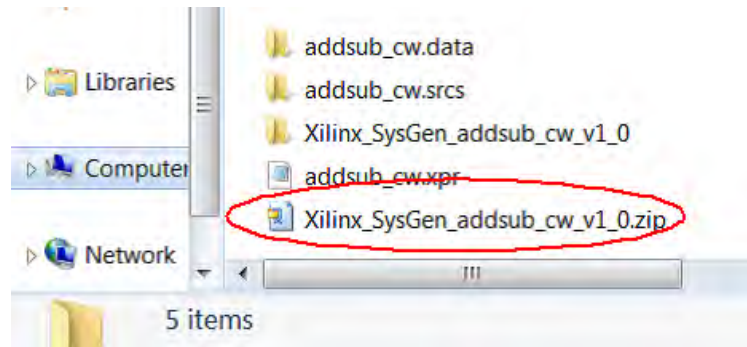 Libraries
Computer
Network
addsub_cw.data
addsub_cw.srcs
Xilinx_SysGen_addsub_cw_v1_0
addsub_cw.xpr
Xilinx_SysGen_addsub_cw_v1_0.zip
5 items